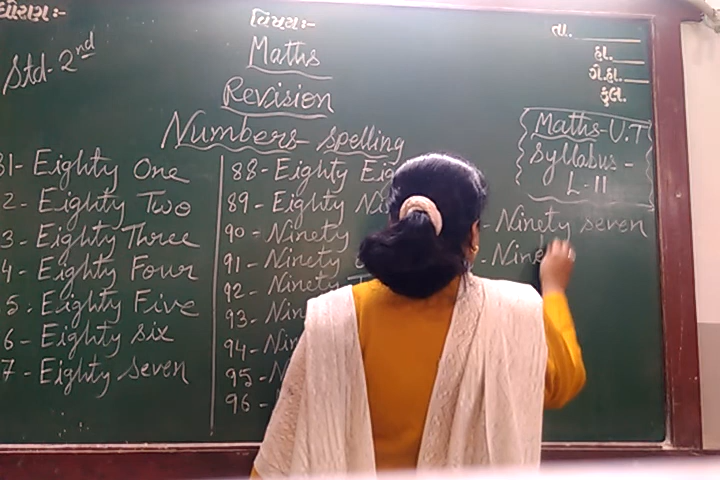 ધોરણ:-
Std- 2nd
વિષય:-
Maths
Revision
Numbers- spelling
તા.
હા.
ગે.હા.
કુલ.
Maths-U.T
Syllabus -
L-11
81- Eighty One
2- Eighty Two
3- Eighty Three
4- Eighty Four
5- Eighty Five
6- Eighty six
7- Eighty seven
88- Eighty
89- Eighty
90- Ninety
91- Ninety
92- Ninety
93-
94-
95-
96-
- Ninety seven
-